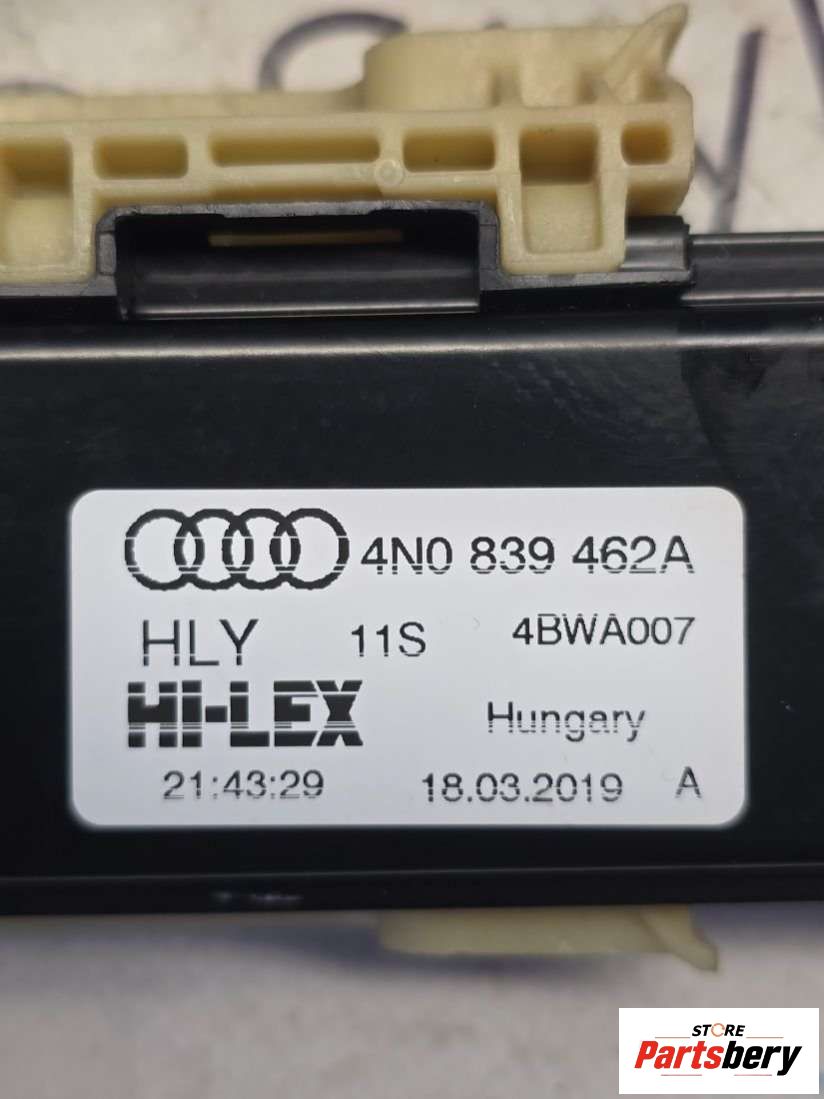 4N0 839 462A
HLY 11S 4BWA007
HI-LEX Hungary
21:43:29 18.03.2019 A
STORE
Partsbery